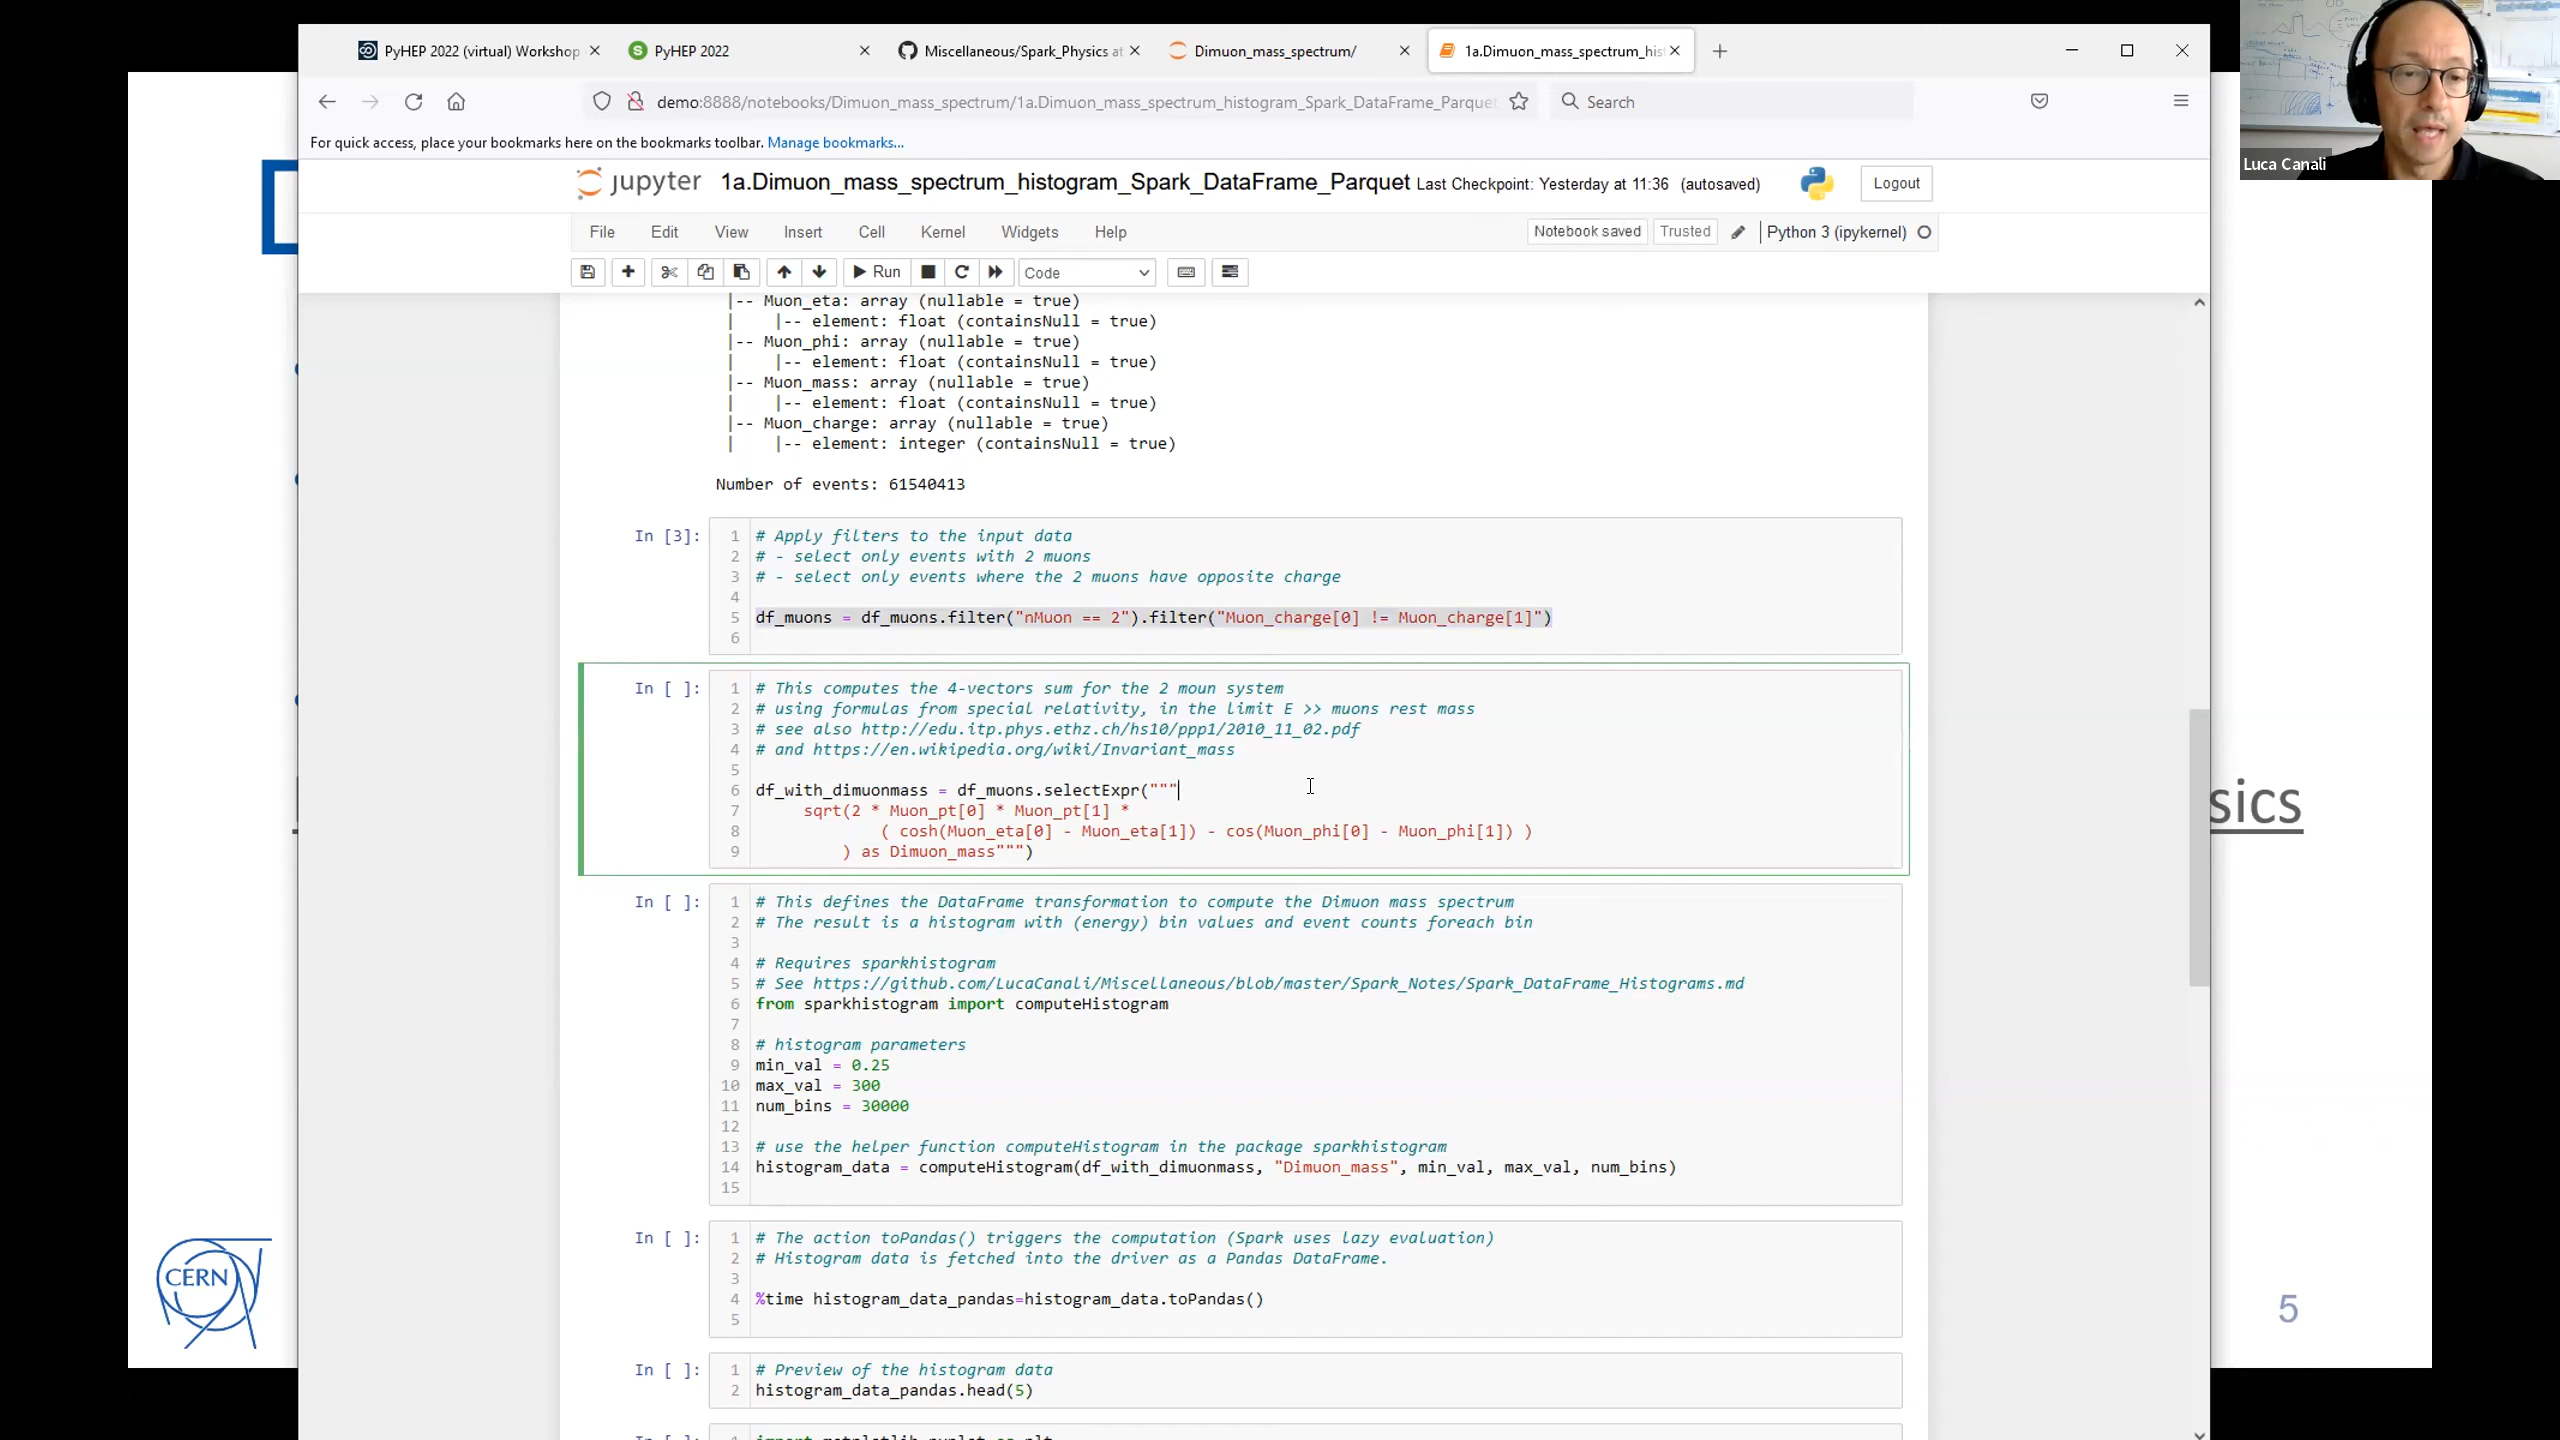 PyHEP 2022 (virtual) Workshop
PyHEP 2022
Miscellaneous/Spark_Physics at
Dimuon_mass_spectrum/
1a.Dimuon_mass_spectrum_his
demo:8888/notebooks/Dimuon_mass_spectrum/1a.Dimuon_mass_spectrum_histogram_Spark_DataFrame_Parquet
Search
Luca Canali
For quick access, place your bookmarks here on the bookmarks toolbar. Manage bookmarks...
jupyter 1a.Dimuon_mass_spectrum_histogram_Spark_DataFrame_Parquet Last Checkpoint: Yesterday at 11:36 (autosaved)
Logout
File Edit View Insert Cell Kernel Widgets Help
Notebook saved Trusted Python 3 (ipykernel)
Run Code
|-- Muon_eta: array (nullable = true)
| |-- element: float (containsNull = true)
|-- Muon_phi: array (nullable = true)
| |-- element: float (containsNull = true)
|-- Muon_mass: array (nullable = true)
| |-- element: float (containsNull = true)
|-- Muon_charge: array (nullable = true)
| |-- element: integer (containsNull = true)
Number of events: 61540413
In [3]: 1 # Apply filters to the input data
2 # - select only events with 2 muons
3 # - select only events where the 2 muons have opposite charge
4
5 df_muons = df_muons.filter("nMuon == 2").filter("Muon_charge[0] != Muon_charge[1]")
6
In [ ]: 1 # This computes the 4-vectors sum for the 2 moun system
2 # using formulas from special relativity, in the limit E >> muons rest mass
3 # see also http://edu.itp.phys.ethz.ch/hs10/ppp1/2010_11_02.pdf
4 # and https://en.wikipedia.org/wiki/Invariant_mass
5
6 df_with_dimuonmass = df_muons.selectExpr("""
7 sqrt(2 * Muon_pt[0] * Muon_pt[1] *
8 ( cosh(Muon_eta[0] - Muon_eta[1]) - cos(Muon_phi[0] - Muon_phi[1]) )
9 ) as Dimuon_mass""")
sics
In [ ]: 1 # This defines the DataFrame transformation to compute the Dimuon mass spectrum
2 # The result is a histogram with (energy) bin values and event counts foreach bin
3
4 # Requires sparkhistogram
5 # See https://github.com/LucaCanali/Miscellaneous/blob/master/Spark_Notes/Spark_DataFrame_Histograms.md
6 from sparkhistogram import computeHistogram
7
8 # histogram parameters
9 min_val = 0.25
10 max_val = 300
11 num_bins = 30000
12
13 # use the helper function computeHistogram in the package sparkhistogram
14 histogram_data = computeHistogram(df_with_dimuonmass, "Dimuon_mass", min_val, max_val, num_bins)
15
In [ ]: 1 # The action toPandas() triggers the computation (Spark uses lazy evaluation)
2 # Histogram data is fetched into the driver as a Pandas DataFrame.
3
4 %time histogram_data_pandas=histogram_data.toPandas()
5
CERN
5
In [ ]: 1 # Preview of the histogram data
2 histogram_data_pandas.head(5)
In [ ]: 1 import matplotlib.pyplot as plt